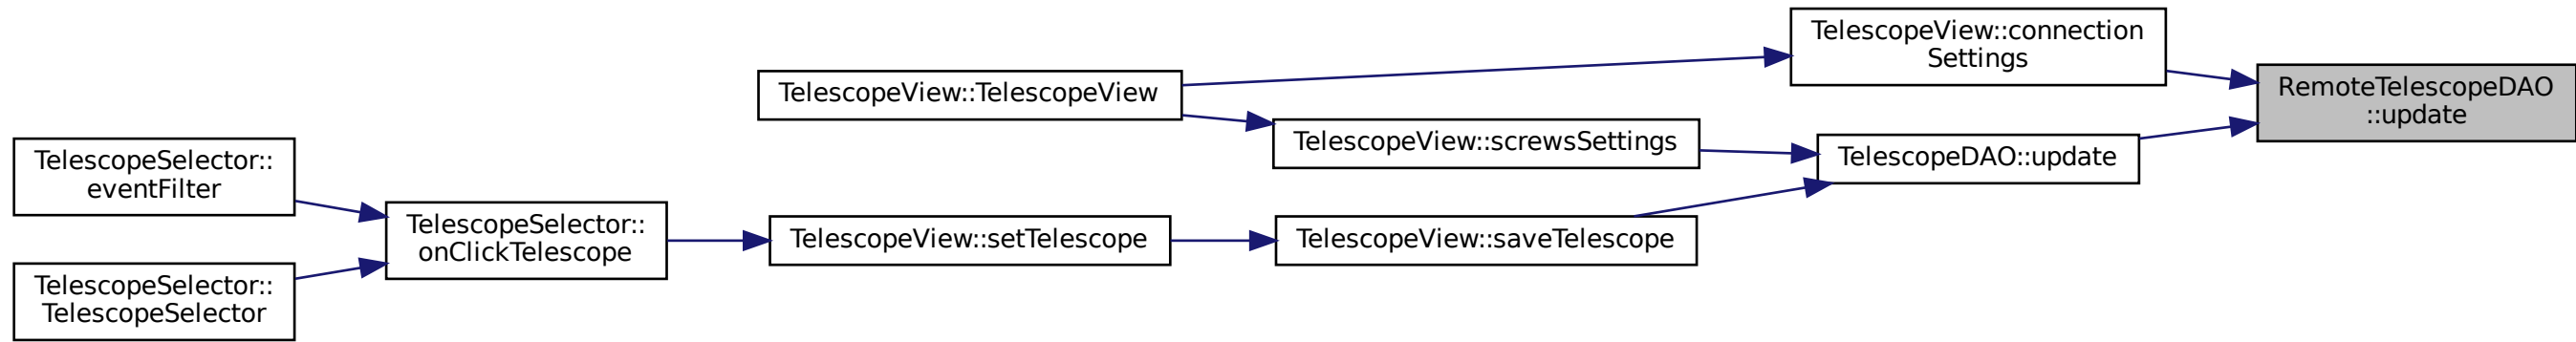 TelescopeSelector::
eventFilter
TelescopeSelector::
TelescopeSelector
TelescopeSelector::
onClickTelescope
TelescopeView::TelescopeView
TelescopeView::setTelescope
TelescopeView::screwsSettings
TelescopeView::saveTelescope
TelescopeView::connection
Settings
TelescopeDAO::update
RemoteTelescopeDAO
::update